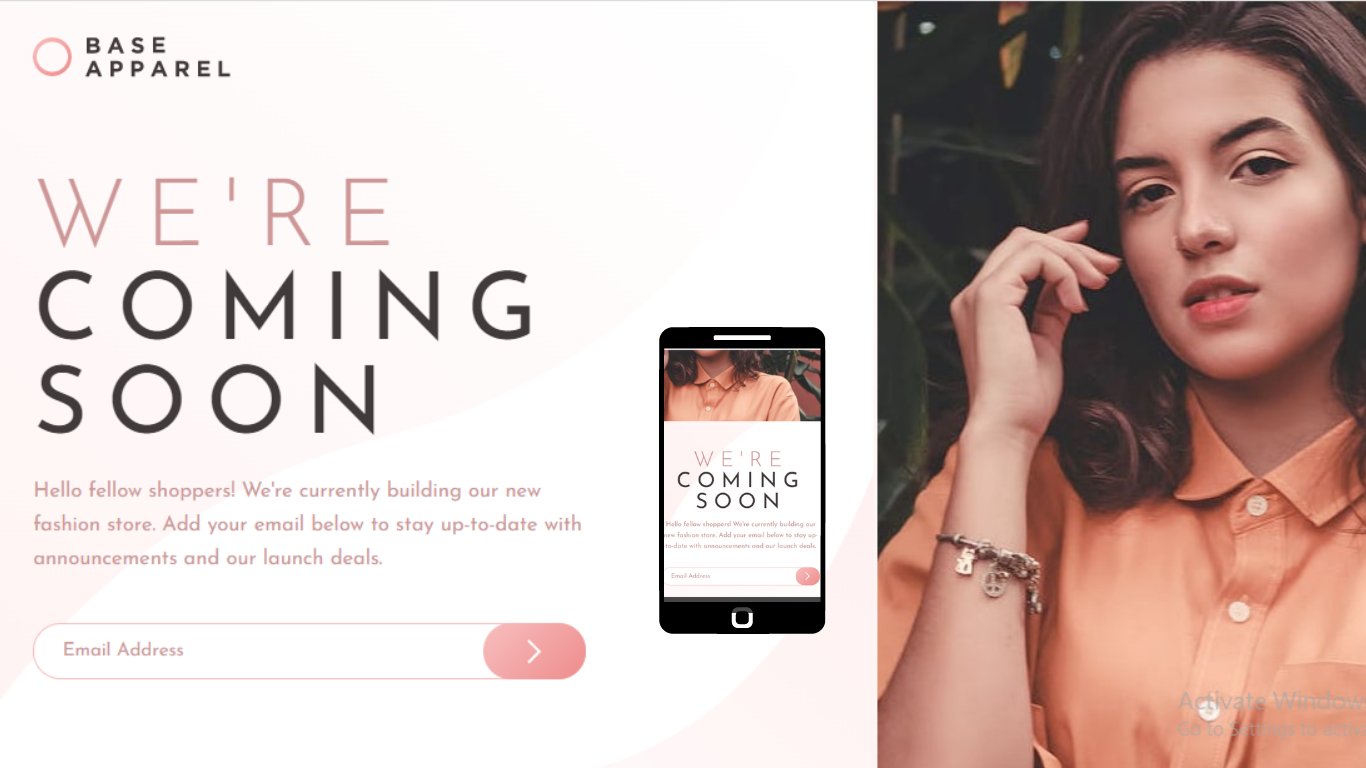 BASE
APPAREL
WE'RE
COMING
SOON
Hello fellow shoppers! We're currently building our new
fashion store. Add your email below to stay up-to-date with
announcements and our launch deals.
Email Address
WE'RE
COMING
SOON
Hello fellow shoppers! We're currently building our
new fashion store. Add your email below to stay up-
to-date with announcements and our launch deals.
Email Address
Activate Window
Go to Settings to activa